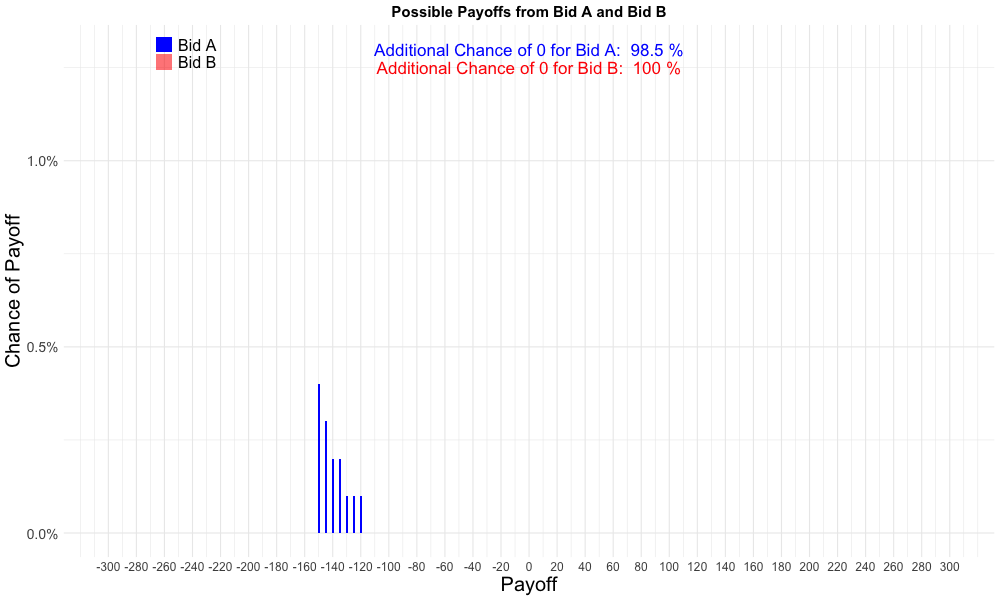 Possible Payoffs from Bid A and Bid B
Bid A
Bid B
Additional Chance of 0 for Bid A:  98.5 %
Additional Chance of 0 for Bid B:  100 %
Chance of Payoff
1.0%
0.5%
0.0%
-300 -280 -260 -240 -220 -200 -180 -160 -140 -120 -100 -80 -60 -40 -20 0 20 40 60 80 100 120 140 160 180 200 220 240 260 280 300
Payoff